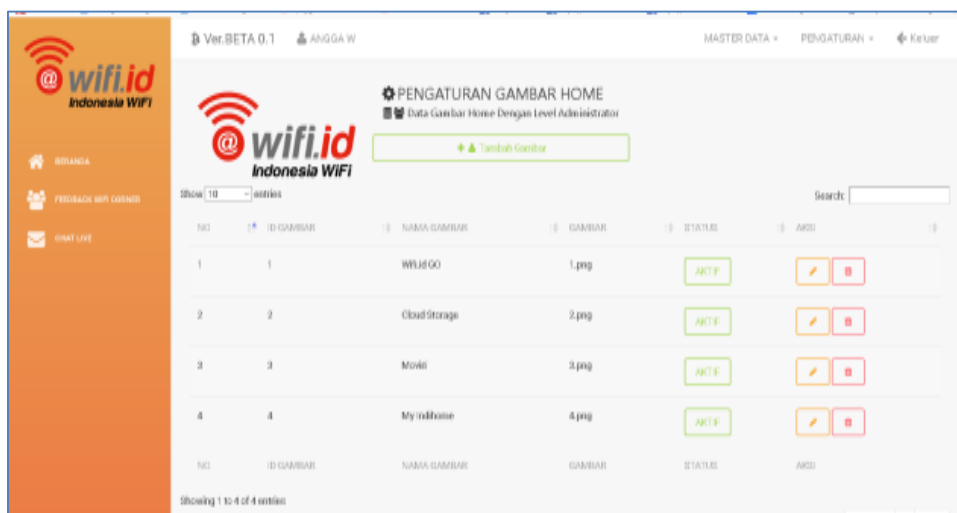 wifi.id
Indonesia WiFi
BERANDA
FEEDBACK WIFI CORNER
CHAT LIVE
Ver.BETA 0.1 ANGGA W MASTER DATA PENGATURAN Keluar
@ wifi.id
Indonesia WiFi
PENGATURAN GAMBAR HOME
Data Gambar Home Dengan Level Administrator
+ Tambah Gambar
Show 10 entries Search:
NO ID GAMBAR NAMA GAMBAR GAMBAR STATUS AKSI
1 1 Wifi.id GO 1.png AKTIF
2 2 Cloud Storage 2.png AKTIF
3 3 3.png AKTIF
4 4 My Indihome 4.png AKTIF
NO ID GAMBAR NAMA GAMBAR GAMBAR STATUS AKSI
Showing 1 to 4 of 4 entries